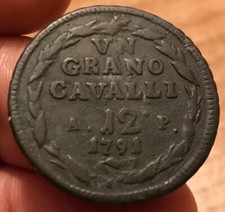 VN
GRANO
CAVALLI
A . 12 P.
1791